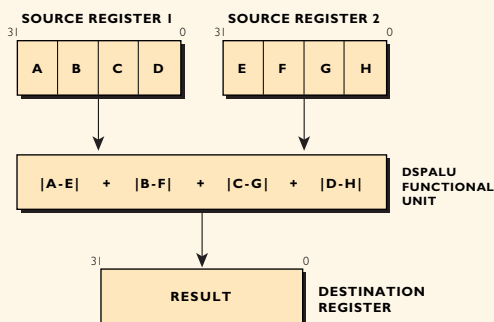 SOURCE REGISTER 1 SOURCE REGISTER 2
31 0 31 0
A B C D E F G H
|A-E| + |B-F| + |C-G| + |D-H|
DSPALU
FUNCTIONAL
UNIT
31 0
RESULT
DESTINATION
REGISTER